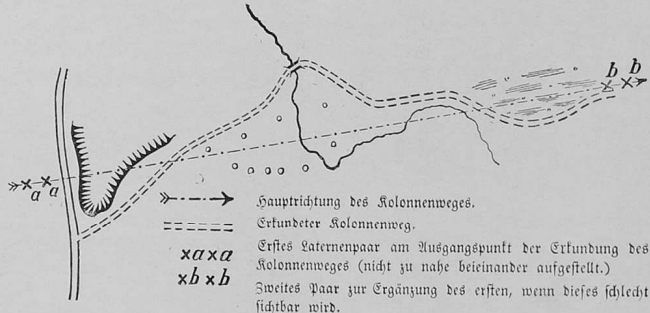 b b
a a
Hauptrichtung des Kolonnenweges.
Erkundeter Kolonnenweg.
×a×a Erstes Laternenpaar am Ausgangspunkt der Erkundung des
×b×b Kolonnenweges (nicht zu nahe beieinander aufgestellt.)
Zweites Paar zur Ergänzung des ersten, wenn dieses schlecht
sichtbar wird.